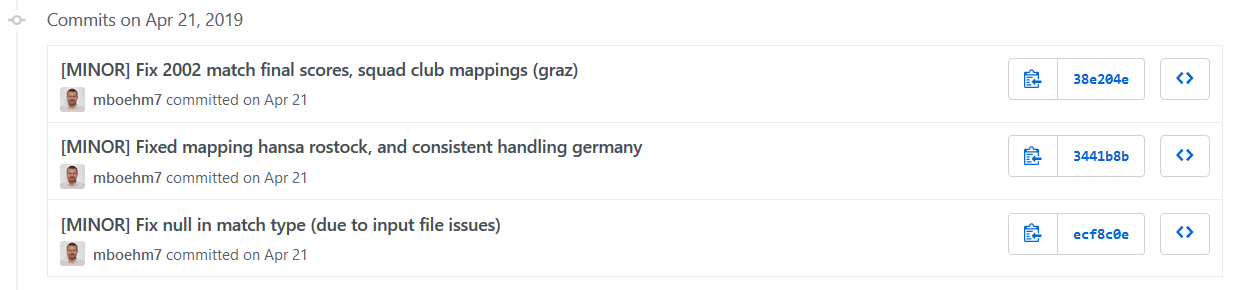 Commits on Apr 21, 2019
[MINOR] Fix 2002 match final scores, squad club mappings (graz)
38e204e
mboehm7 committed on Apr 21
[MINOR] Fixed mapping hansa rostock, and consistent handling germany
3441b8b
mboehm7 committed on Apr 21
[MINOR] Fix null in match type (due to input file issues)
ecf8c0e
mboehm7 committed on Apr 21